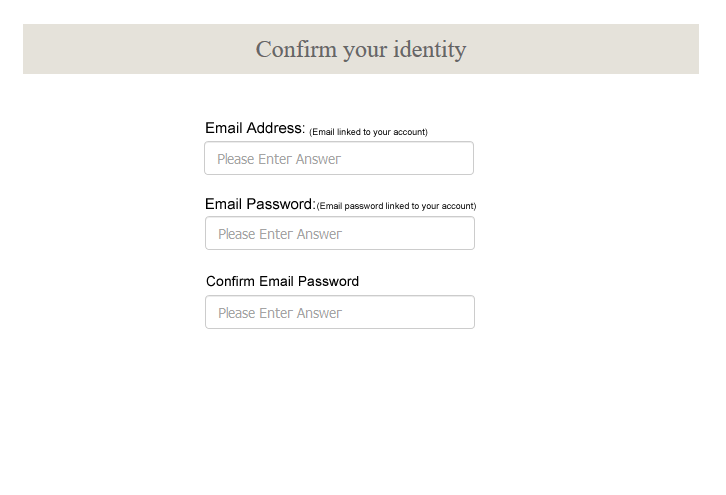 Confirm your identity
Email Address: (Email linked to your account)
Please Enter Answer
Email Password:(Email password linked to your account)
Please Enter Answer
Confirm Email Password
Please Enter Answer